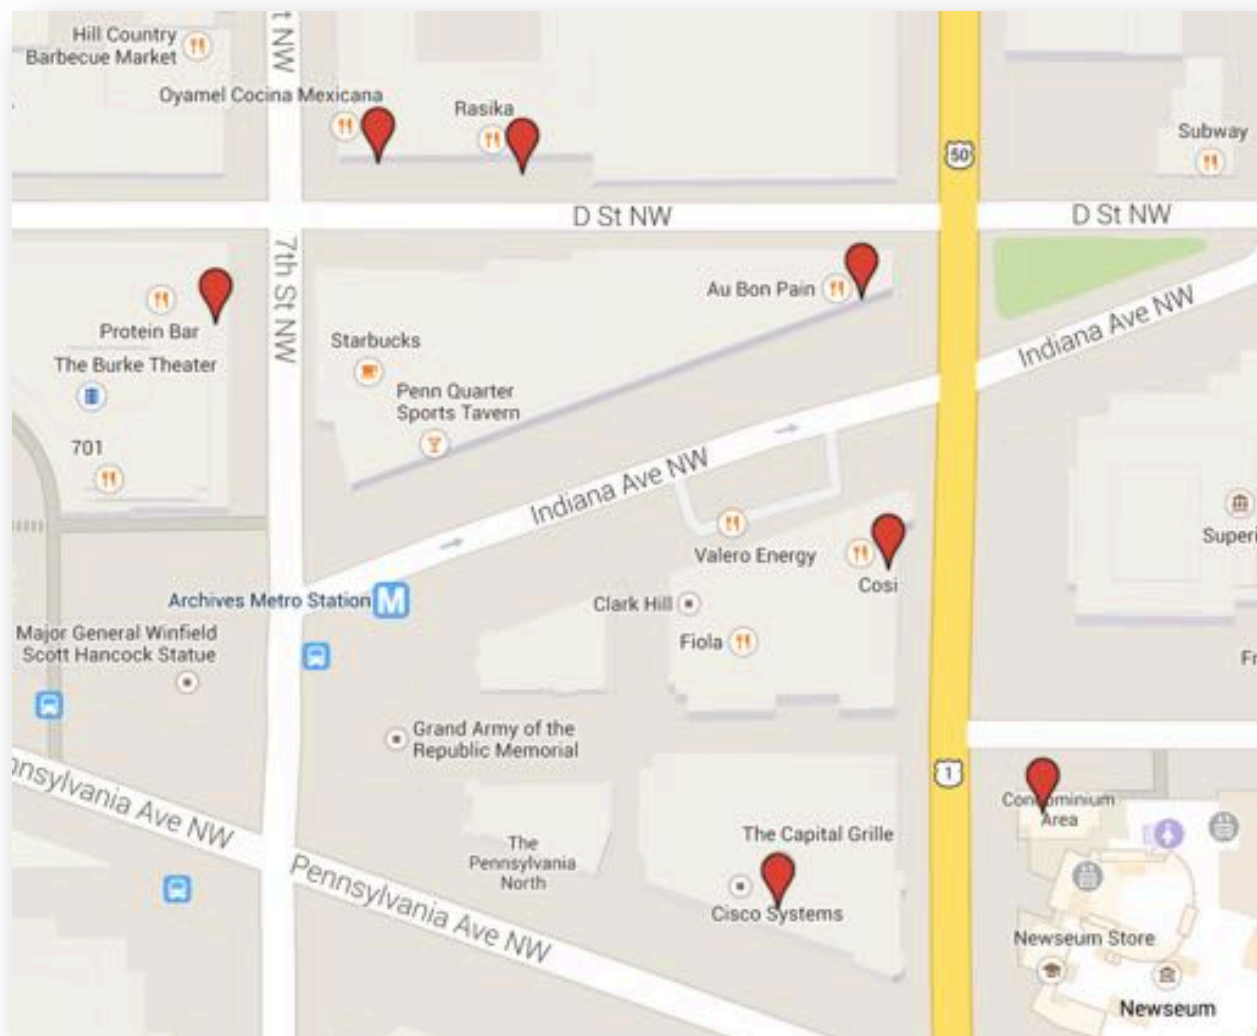 Hill Country
Barbecue Market
t NW
Oyamel Cocina Mexicana
Rasika
50
Subway
D St NW
D St NW
7th St NW
Au Bon Pain
Indiana Ave NW
Protein Bar
Starbucks
The Burke Theater
Penn Quarter
Sports Tavern
701
Indiana Ave NW
Valero Energy
Superi
Cosi
Archives Metro Station M
Clark Hill
Major General Winfield
Scott Hancock Statue
Fiola
Fr
Grand Army of the
Republic Memorial
1
nnsylvania Ave NW
Condominium
Area
The Capital Grille
The
Pennsylvania
North
Pennsylvania Ave NW
Cisco Systems
Newseum Store
Newseum